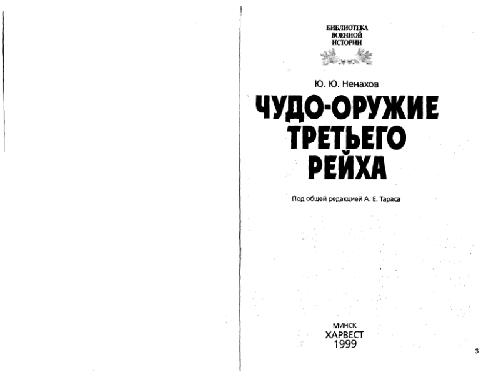 БИБЛИОТЕКА
ВОЕННОЙ
ИСТОРИИ
Ю. Ю. Ненахов
ЧУДО-ОРУЖИЕ
ТРЕТЬЕГО
РЕЙХА
Под общей редакцией А. Е. Тараса
МИНСК
ХАРВЕСТ
1999
3